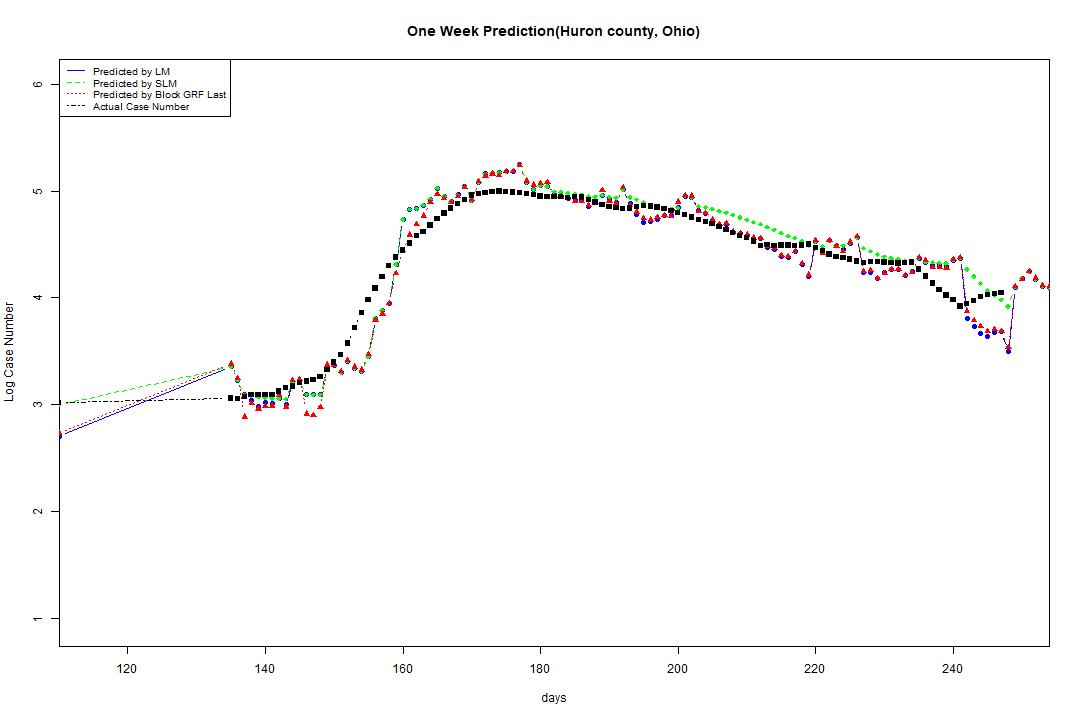 One Week Prediction(Huron county, Ohio)
Predicted by LM
Predicted by SLM
Predicted by Block GRF Last
Actual Case Number
6
5
4
3
2
1
Log Case Number
120 140 160 180 200 220 240
days